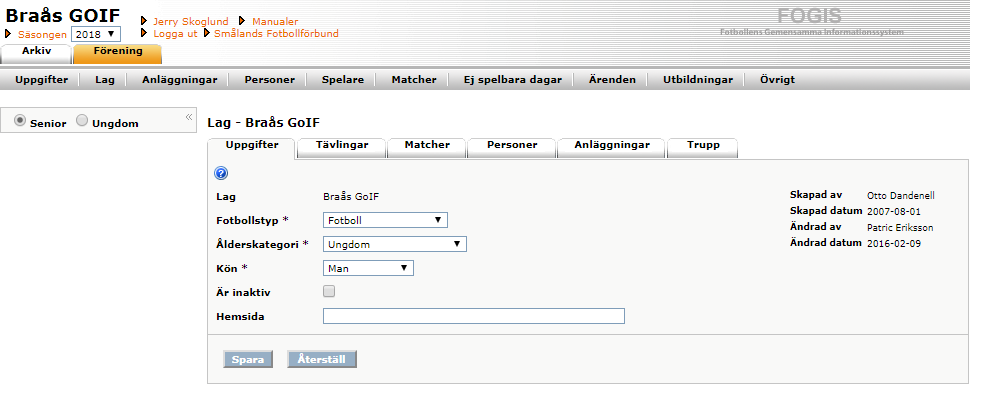 Braås GOIF
Säsongen 2018
Jerry Skoglund Manualer
Logga ut Smålands Fotbollförbund
FOGIS
Fotbollens Gemensamma Informationssystem
Arkiv Förening
Uppgifter Lag Anläggningar Personer Spelare Matcher Ej spelbara dagar Ärenden Utbildningar Övrigt
Senior Ungdom «
Lag - Braås GoIF
Uppgifter Tävlingar Matcher Personer Anläggningar Trupp
?
Lag Braås GoIF
Fotbollstyp * Fotboll
Ålderskategori * Ungdom
Kön * Man
Är inaktiv
Hemsida
Skapad av Otto Dandenell
Skapad datum 2007-08-01
Ändrad av Patric Eriksson
Ändrad datum 2016-02-09
Spara Återställ